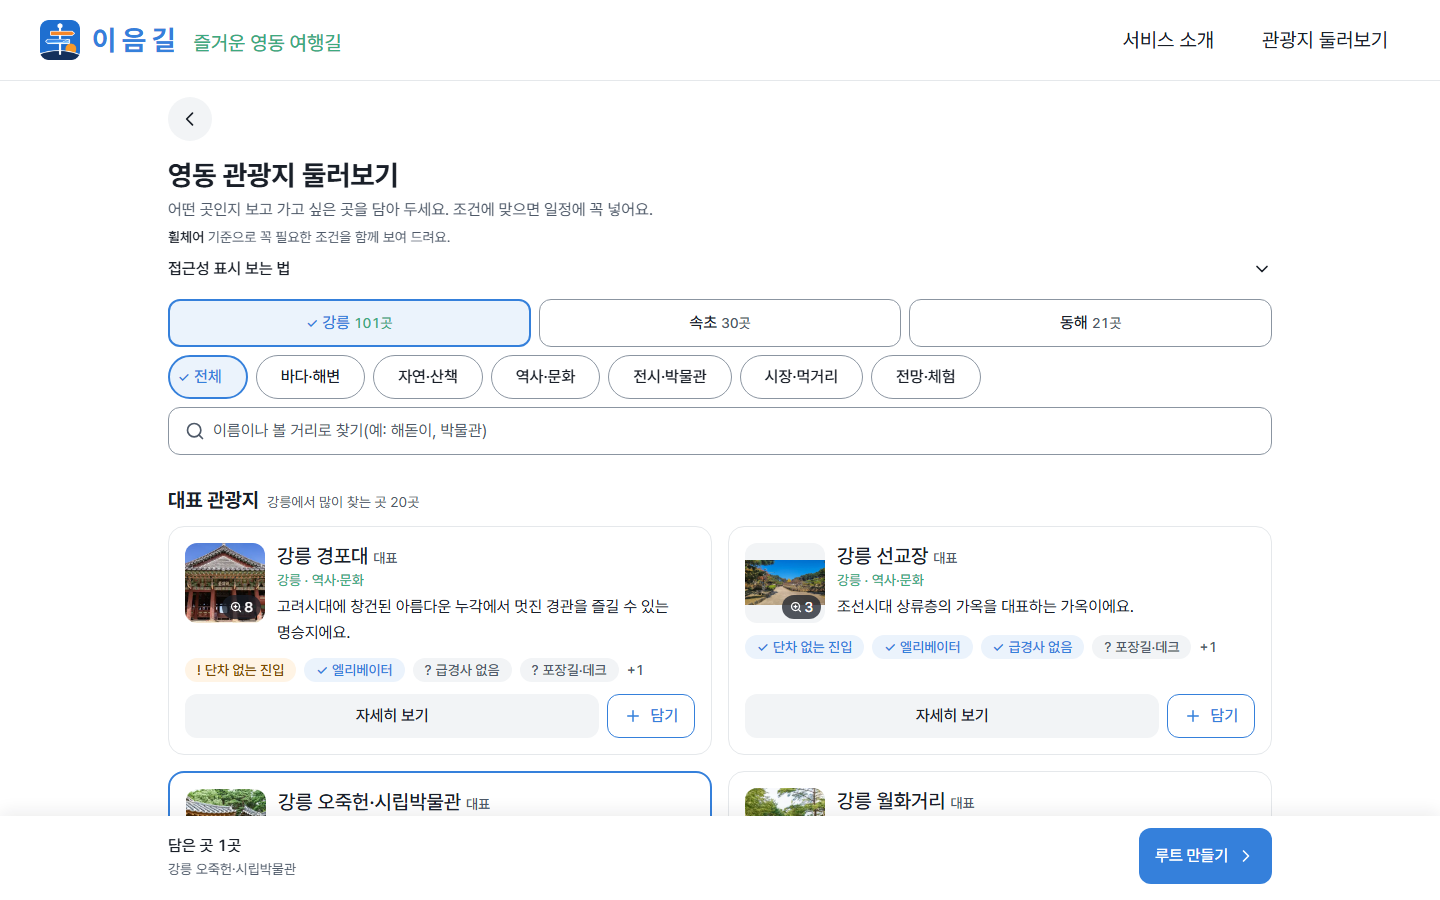 이음길 즐거운 영동 여행길 서비스 소개 관광지 둘러보기
영동 관광지 둘러보기
어떤 곳인지 보고 가고 싶은 곳을 담아 두세요. 조건에 맞으면 일정에 꼭 넣어요.
휠체어 기준으로 꼭 필요한 조건을 함께 보여 드려요.
접근성 표시 보는 법
강릉 101곳 속초 30곳 동해 21곳
전체 바다·해변 자연·산책 역사·문화 전시·박물관 시장·먹거리 전망·체험
이름이나 볼 거리로 찾기(예: 해돋이, 박물관)
대표 관광지 강릉에서 많이 찾는 곳 20곳
강릉 경포대 대표
강릉 · 역사·문화
고려시대에 창건된 아름다운 누각에서 멋진 경관을 즐길 수 있는
명승지에요.
8
! 단차 없는 진입 엘리베이터 ? 급경사 없음 ? 포장길·데크 +1
자세히 보기 담기
강릉 선교장 대표
강릉 · 역사·문화
조선시대 상류층의 가옥을 대표하는 가옥이에요.
3
단차 없는 진입 엘리베이터 급경사 없음 ? 포장길·데크 +1
자세히 보기 담기
강릉 오죽헌·시립박물관 대표
강릉 월화거리 대표
담은 곳 1곳
강릉 오죽헌·시립박물관
루트 만들기